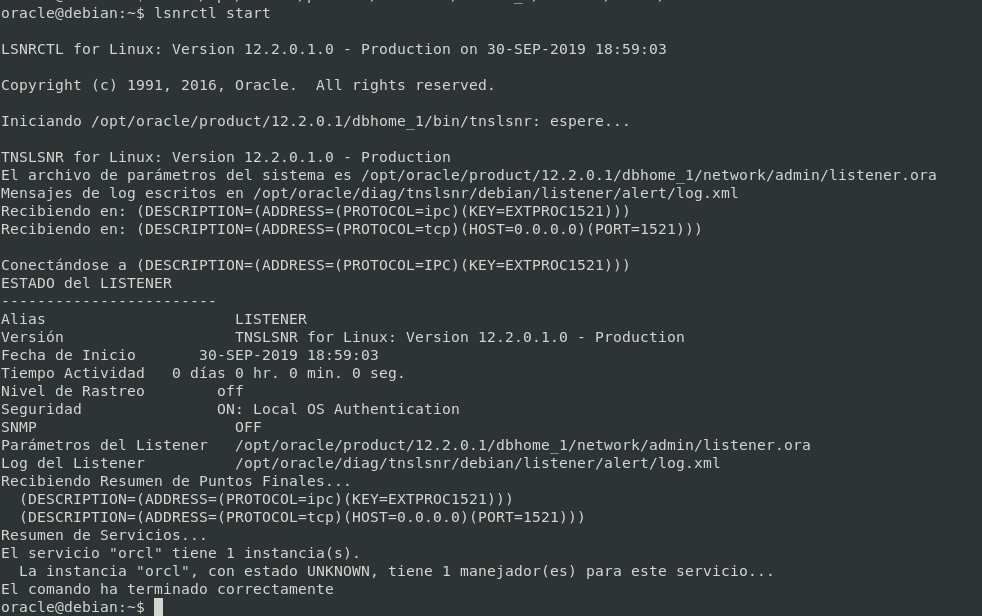 oracle@debian:~$ lsnrctl start
LSNRCTL for Linux: Version 12.2.0.1.0 - Production on 30-SEP-2019 18:59:03
Copyright (c) 1991, 2016, Oracle.  All rights reserved.
Iniciando /opt/oracle/product/12.2.0.1/dbhome_1/bin/tnslsnr: espere...
TNSLSNR for Linux: Version 12.2.0.1.0 - Production
El archivo de parámetros del sistema es /opt/oracle/product/12.2.0.1/dbhome_1/network/admin/listener.ora
Mensajes de log escritos en /opt/oracle/diag/tnslsnr/debian/listener/alert/log.xml
Recibiendo en: (DESCRIPTION=(ADDRESS=(PROTOCOL=ipc)(KEY=EXTPROC1521)))
Recibiendo en: (DESCRIPTION=(ADDRESS=(PROTOCOL=tcp)(HOST=0.0.0.0)(PORT=1521)))
Conectándose a (DESCRIPTION=(ADDRESS=(PROTOCOL=IPC)(KEY=EXTPROC1521)))
ESTADO del LISTENER
------------------------
Alias                     LISTENER
Versión                   TNSLSNR for Linux: Version 12.2.0.1.0 - Production
Fecha de Inicio       30-SEP-2019 18:59:03
Tiempo Actividad   0 días 0 hr. 0 min. 0 seg.
Nivel de Rastreo        off
Seguridad               ON: Local OS Authentication
SNMP                      OFF
Parámetros del Listener   /opt/oracle/product/12.2.0.1/dbhome_1/network/admin/listener.ora
Log del Listener          /opt/oracle/diag/tnslsnr/debian/listener/alert/log.xml
Recibiendo Resumen de Puntos Finales...
  (DESCRIPTION=(ADDRESS=(PROTOCOL=ipc)(KEY=EXTPROC1521)))
  (DESCRIPTION=(ADDRESS=(PROTOCOL=tcp)(HOST=0.0.0.0)(PORT=1521)))
Resumen de Servicios...
El servicio "orcl" tiene 1 instancia(s).
  La instancia "orcl", con estado UNKNOWN, tiene 1 manejador(es) para este servicio...
El comando ha terminado correctamente
oracle@debian:~$